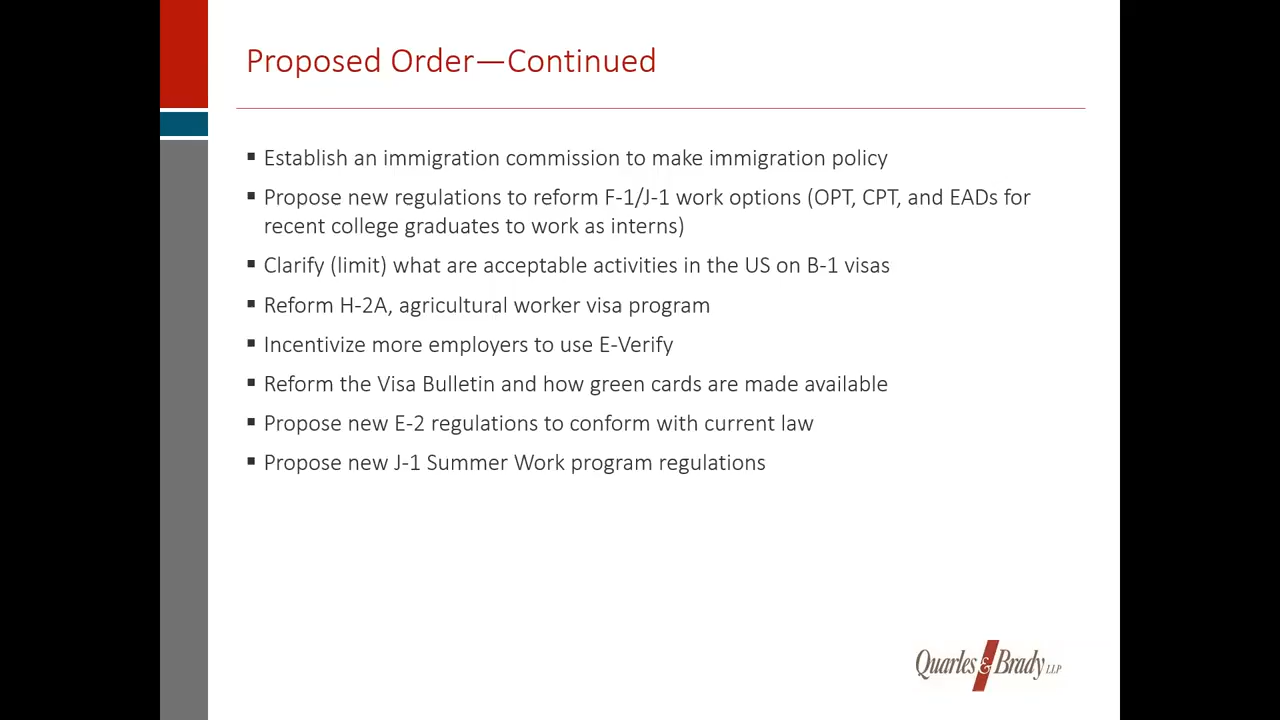 Proposed Order—Continued
▪ Establish an immigration commission to make immigration policy
▪ Propose new regulations to reform F-1/J-1 work options (OPT, CPT, and EADs for
recent college graduates to work as interns)
▪ Clarify (limit) what are acceptable activities in the US on B-1 visas
▪ Reform H-2A, agricultural worker visa program
▪ Incentivize more employers to use E-Verify
▪ Reform the Visa Bulletin and how green cards are made available
▪ Propose new E-2 regulations to conform with current law
▪ Propose new J-1 Summer Work program regulations
Quarles & Brady LLP